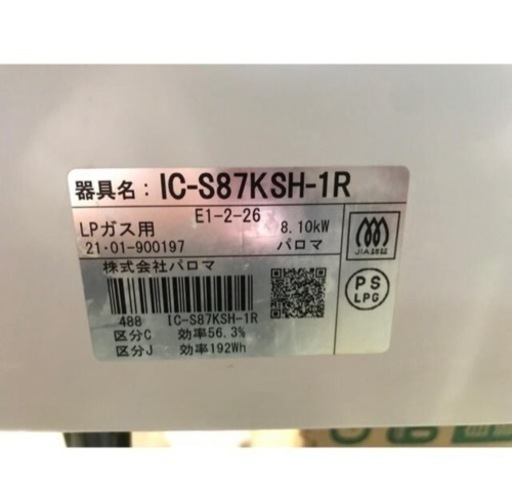 器具名：IC-S87KSH-1R
E1-2-26
LPガス用 8.10kW
21・01-900197 パロマ
JIA認証
株式会社パロマ
PS
LPG
488 IC-S87KSH-1R
区分C 効率56.3%
区分J 効率192Wh